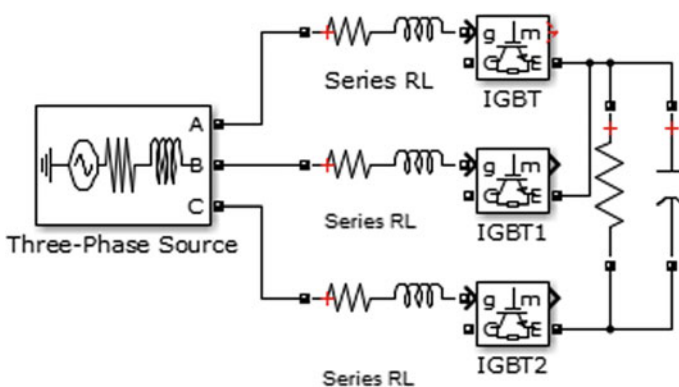 g m
C E
Series RL
IGBT
A
B
C
Three-Phase Source
g m
C E
Series RL
IGBT1
g m
C E
IGBT2
Series RL